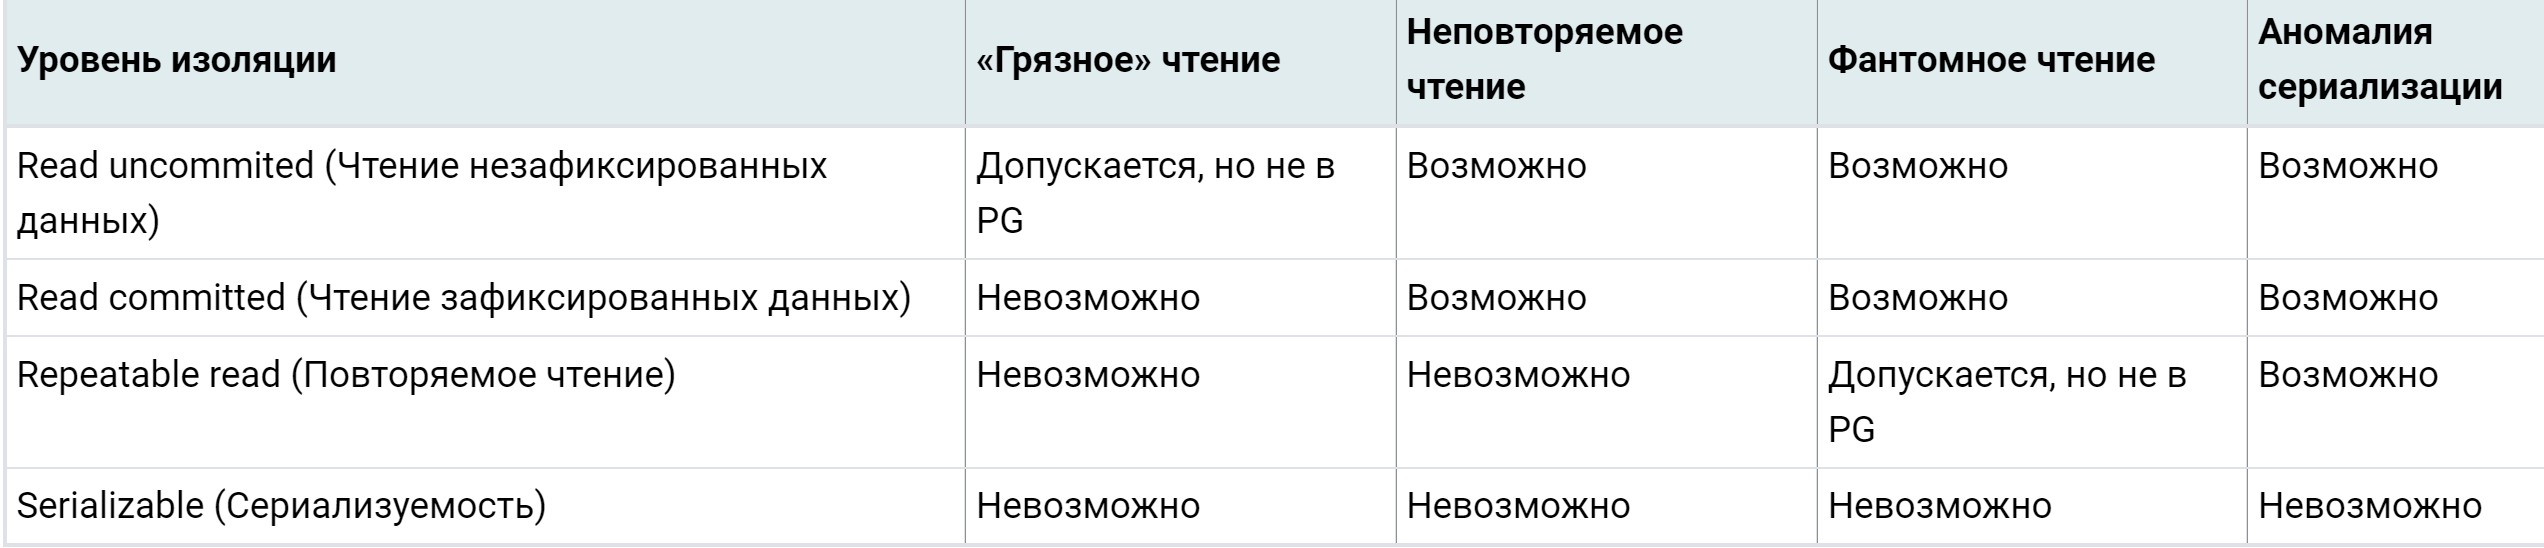 Уровень изоляции
«Грязное» чтение
Неповторяемое
чтение
Фантомное чтение
Аномалия
сериализации
Read uncommited (Чтение незафиксированных
данных)
Допускается, но не в
PG
Возможно
Возможно
Возможно
Read committed (Чтение зафиксированных данных)
Невозможно
Возможно
Возможно
Возможно
Repeatable read (Повторяемое чтение)
Невозможно
Невозможно
Допускается, но не в
PG
Возможно
Serializable (Сериализуемость)
Невозможно
Невозможно
Невозможно
Невозможно